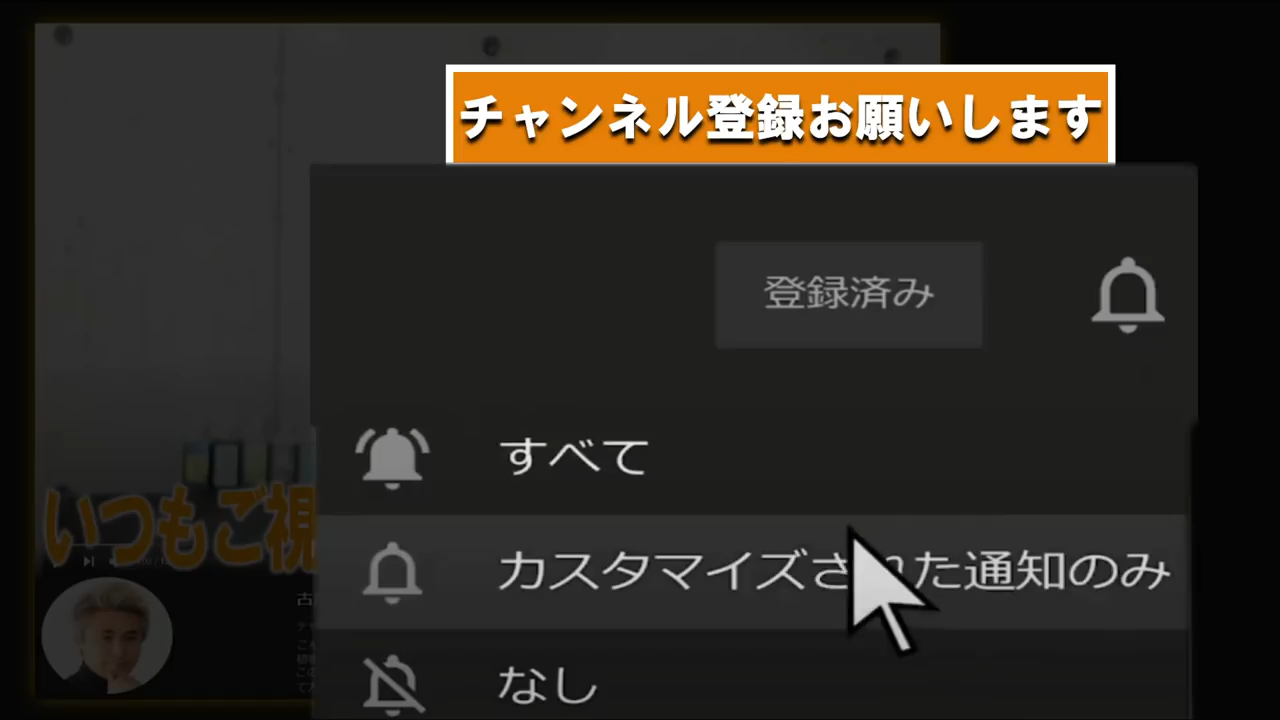 チャンネル登録お願いします
登録済み
すべて
カスタマイズされた通知のみ
なし
いつもご視